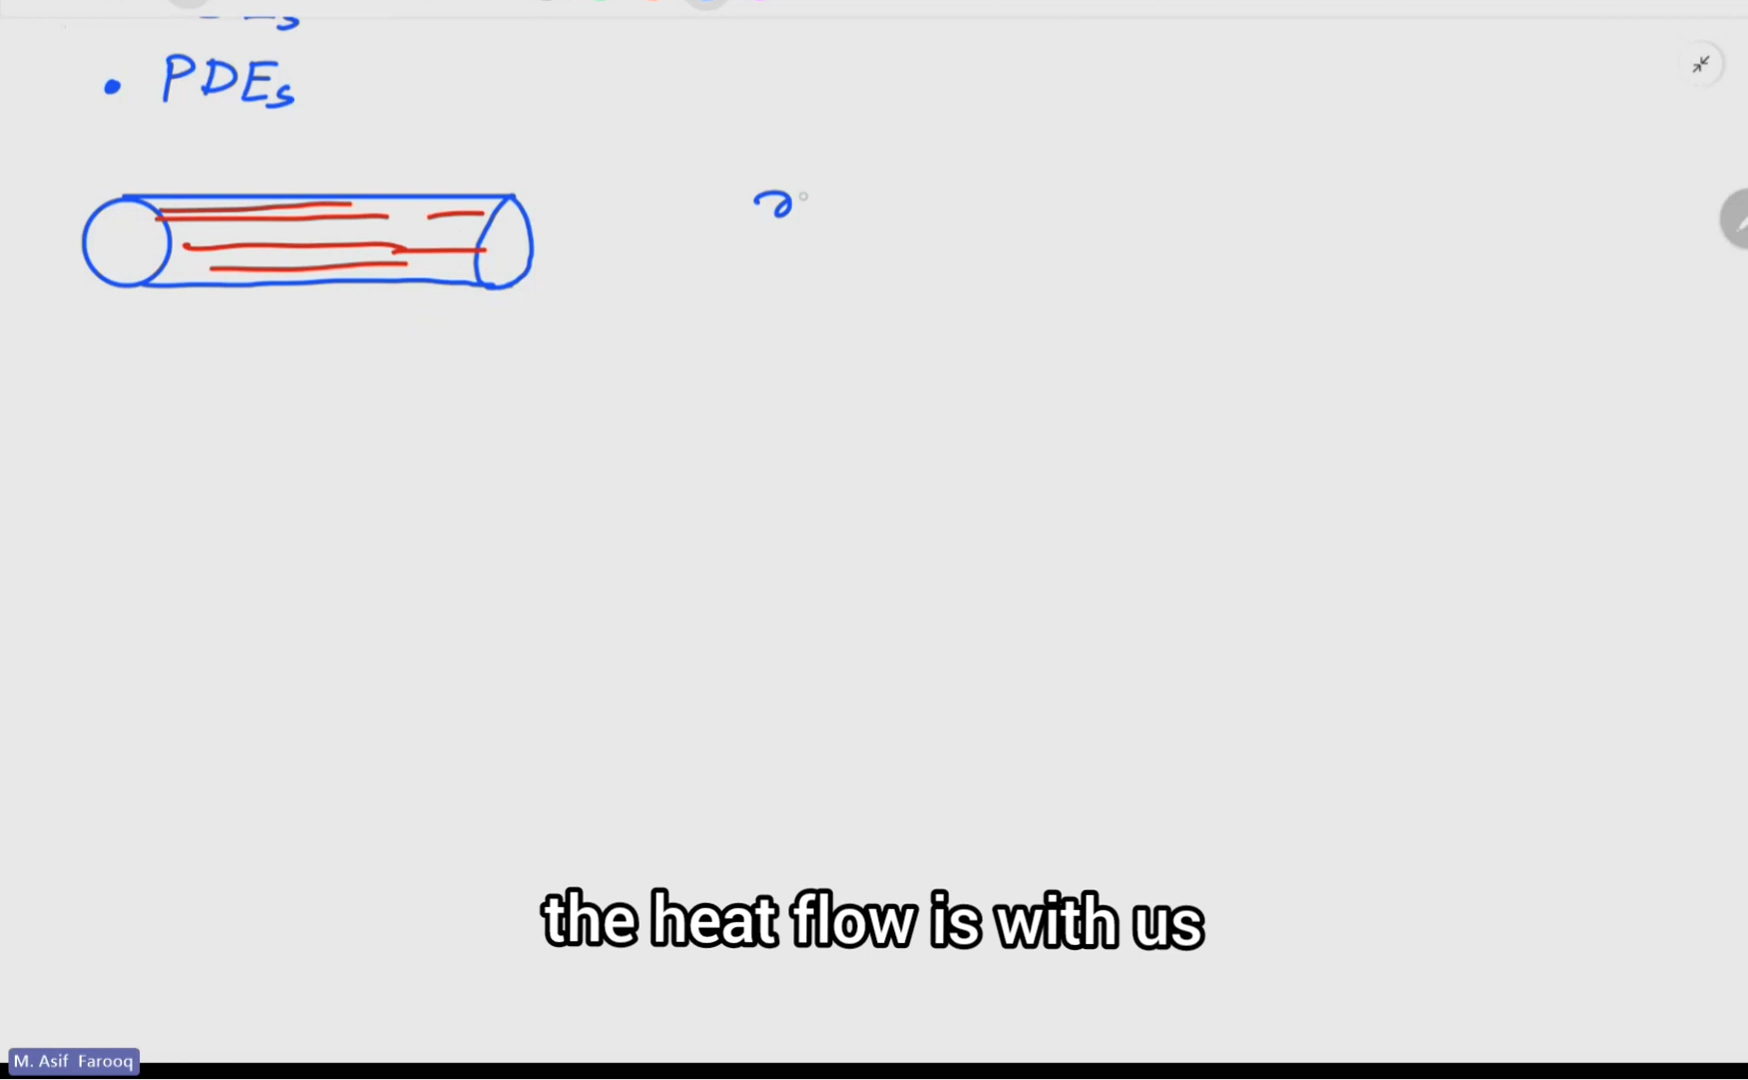 • PDEs
the heat flow is with us
M. Asif Farooq